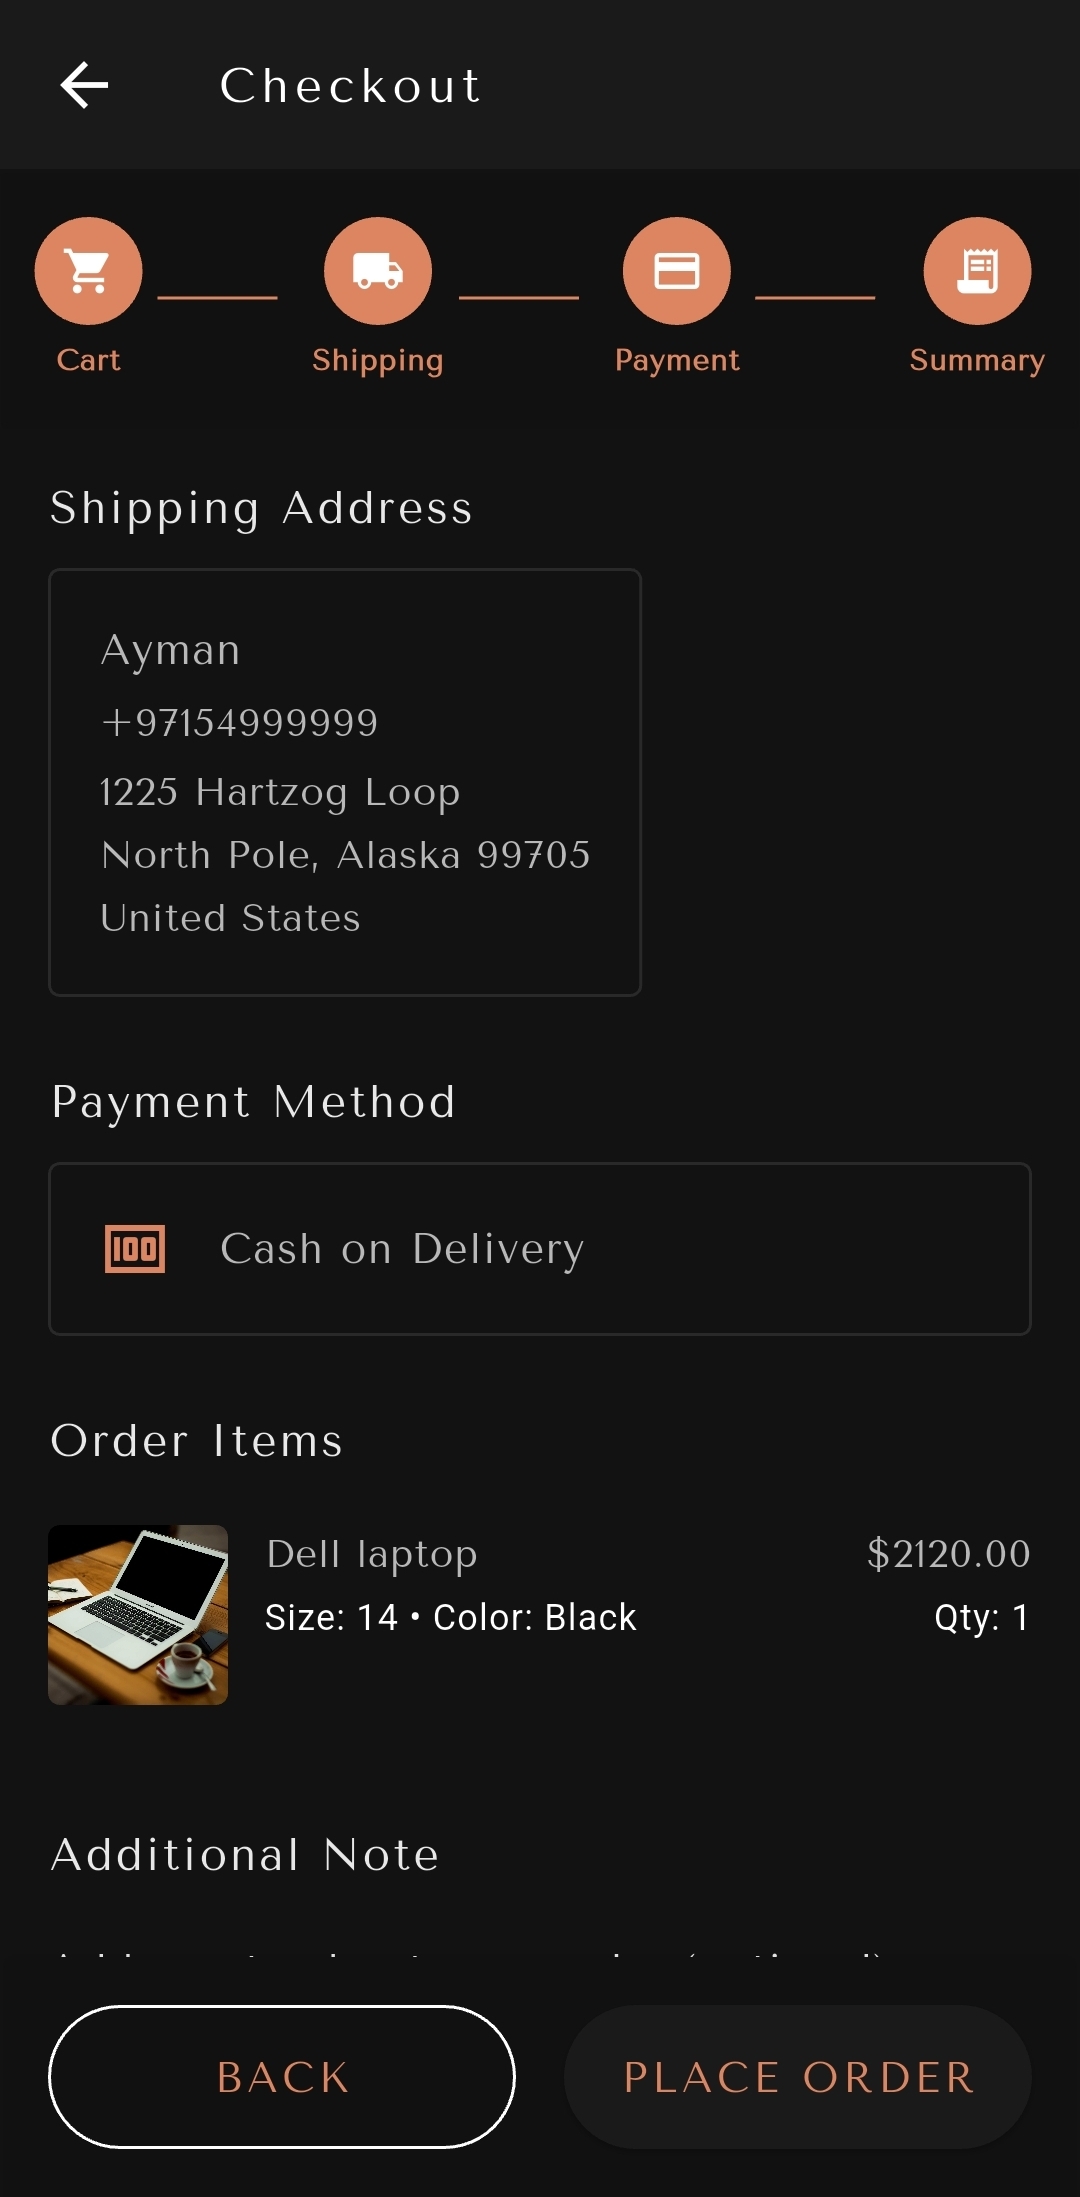 Checkout
Cart
Shipping
Payment
Summary
Shipping Address
Ayman
+97154999999
1225 Hartzog Loop
North Pole, Alaska 99705
United States
Payment Method
100
Cash on Delivery
Order Items
Dell laptop
$2120.00
Size: 14 • Color: Black
Qty: 1
Additional Note
BACK
PLACE ORDER